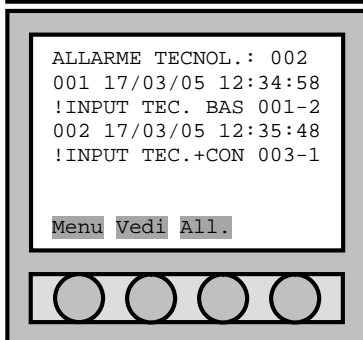 ALLARME TECNOL.: 002
001 17/03/05 12:34:58
!INPUT TEC. BAS 001-2
002 17/03/05 12:35:48
!INPUT TEC.+CON 003-1
Menu Vedi All.